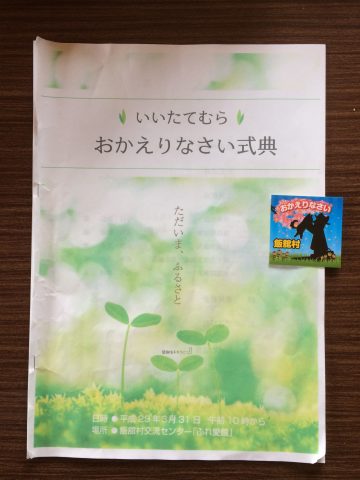 いいたてむら
おかえりなさい式典
ただいま、ふるさと
日時 ● 平成29年3月31日 午前10時から
場所 ● 飯舘村交流センター「ふれ愛館」
おかえりなさい
飯舘村